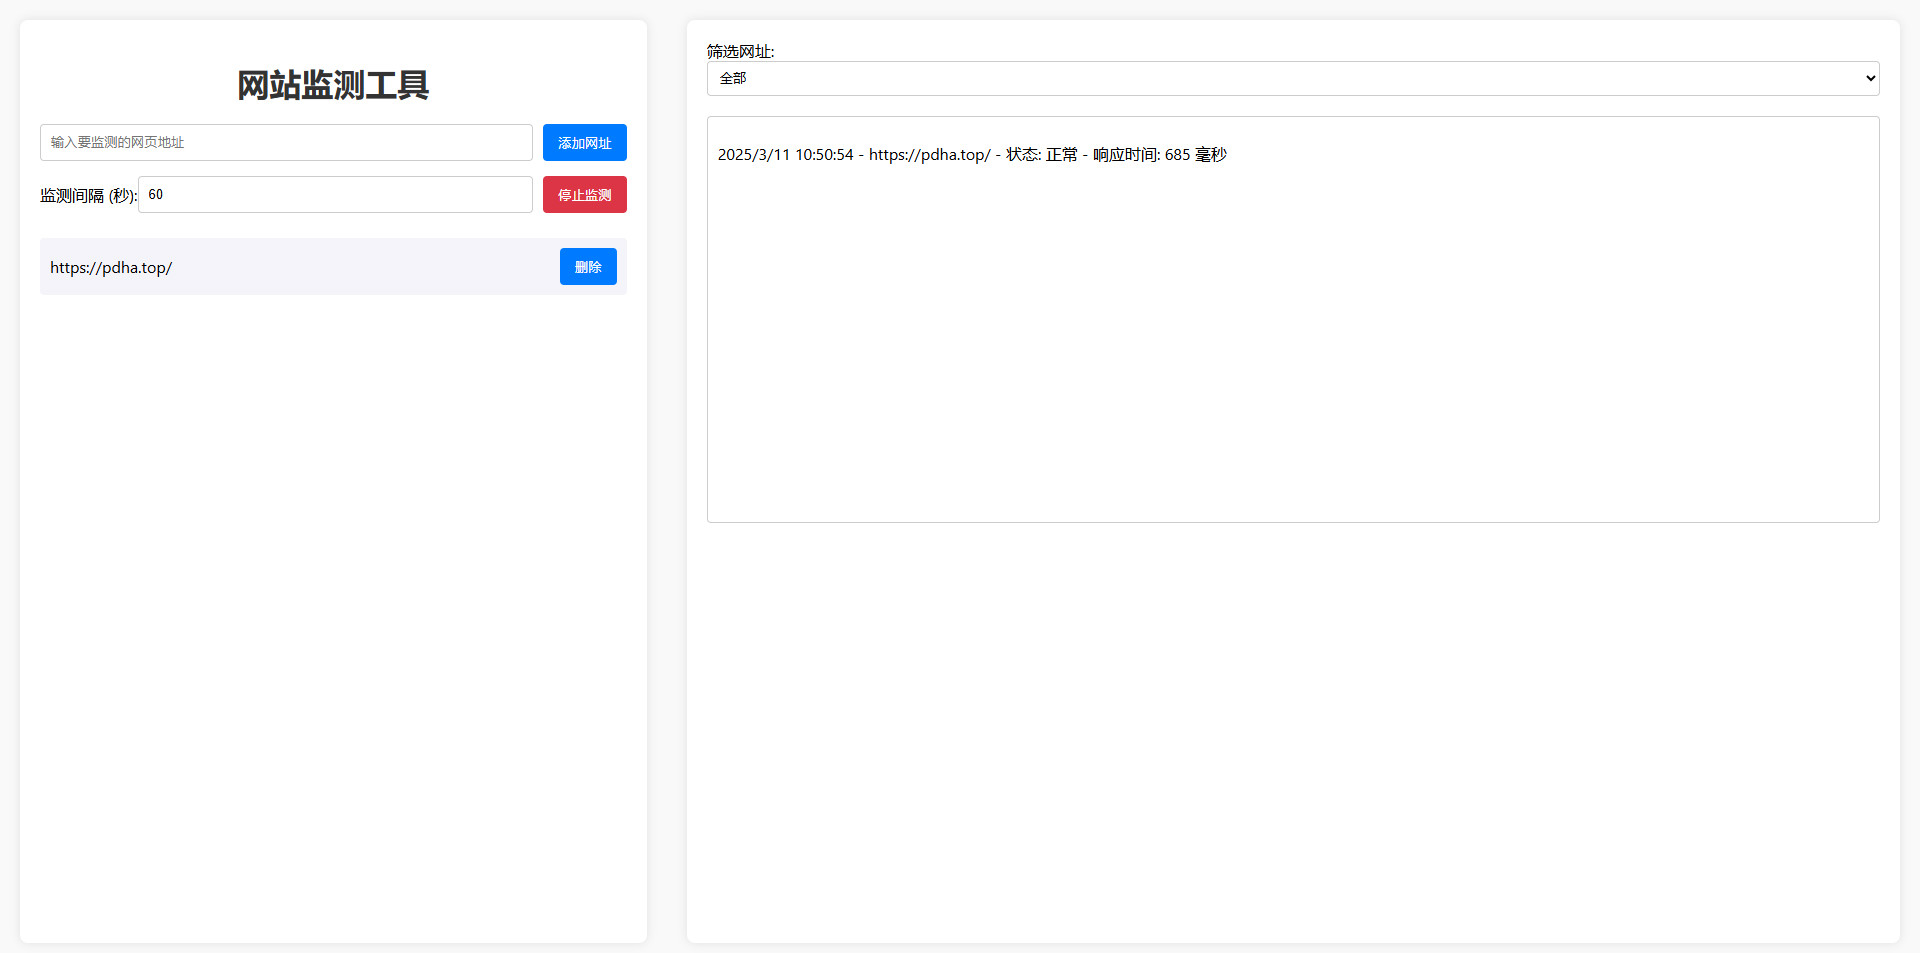 网站监测工具
输入要监测的网页地址
添加网址
监测间隔 (秒): 60
停止监测
https://pdha.top/
删除
筛选网址:
全部
2025/3/11 10:50:54 - https://pdha.top/ - 状态: 正常 - 响应时间: 685 毫秒